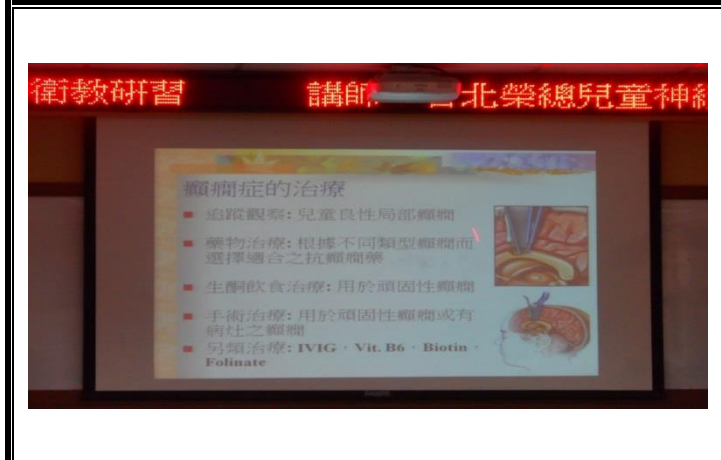 衛教研習 講師 台北榮總兒童神經
癲癇症的治療
追蹤觀察: 兒童良性局部癲癇
藥物治療: 根據不同類型癲癇而
選擇適合之抗癲癇藥
生酮飲食治療: 用於頑固性癲癇
手術治療: 用於頑固性癲癇或有
病灶之癲癇
另類治療: IVIG、Vit. B6、Biotin、
Folinate